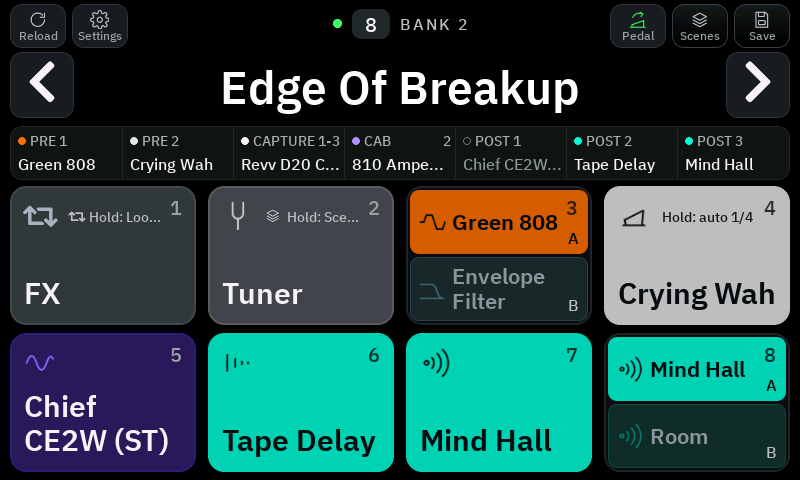 Reload
Settings
8
BANK 2
Pedal
Scenes
Save
Edge Of Breakup
PRE 1
Green 808
PRE 2
Crying Wah
CAPTURE 1-3
Revv D20 C...
CAB 2
810 Ampe...
POST 1
Chief CE2W...
POST 2
Tape Delay
POST 3
Mind Hall
Hold: Loo... 1
FX
Hold: Sce... 2
Tuner
Green 808 3
A
Envelope
Filter
B
Hold: auto 1/4 4
Crying Wah
5
Chief
CE2W (ST)
6
Tape Delay
7
Mind Hall
Mind Hall 8
A
Room
B